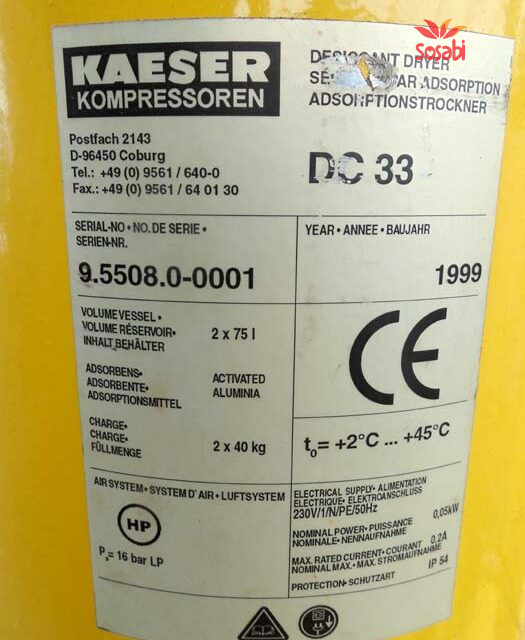 Sosabi
KAESER
KOMPRESSOREN
DESICCANT DRYER
PAR ADSORPTION
ADSORPTIONSTROCKNER
Postfach 2143
D-96450 Coburg
Tel.: +49 (0) 9561 / 640-0
Fax.: +49 (0) 9561 / 64 01 30
DC 33
SERIAL-NO • NO. DE SERIE •
SERIEN-NR.
9.5508.0-0001
YEAR • ANNEE • BAUJAHR
1999
VOLUME VESSEL •
VOLUME RÉSERVOIR •
INHALT BEHÄLTER
2 x 75 l
CE
ADSORBENS •
ADSORBENTE •
ADSORPTIONSMITTEL
ACTIVATED
ALUMINIA
CHARGE •
CHARGE •
FÜLLMENGE
2 x 40 kg
to= +2°C ... +45°C
AIR SYSTEM • SYSTEM D'AIR • LUFTSYSTEM
HP
= 16 bar LP
ELECTRICAL SUPPLY • ALIMENTATION
ELECTRIQUE • ELEKTROANSCHLUSS
230V/1/N/PE/50Hz
NOMINAL POWER • PUISSANCE
NOMINALE • NENNAUFNAHME
0,05kW
MAX. RATED CURRENT • COURANT
NOMINAL MAX. • MAX. STROMAUFNAHME
0,2A
PROTECTION • SCHUTZART
IP 54